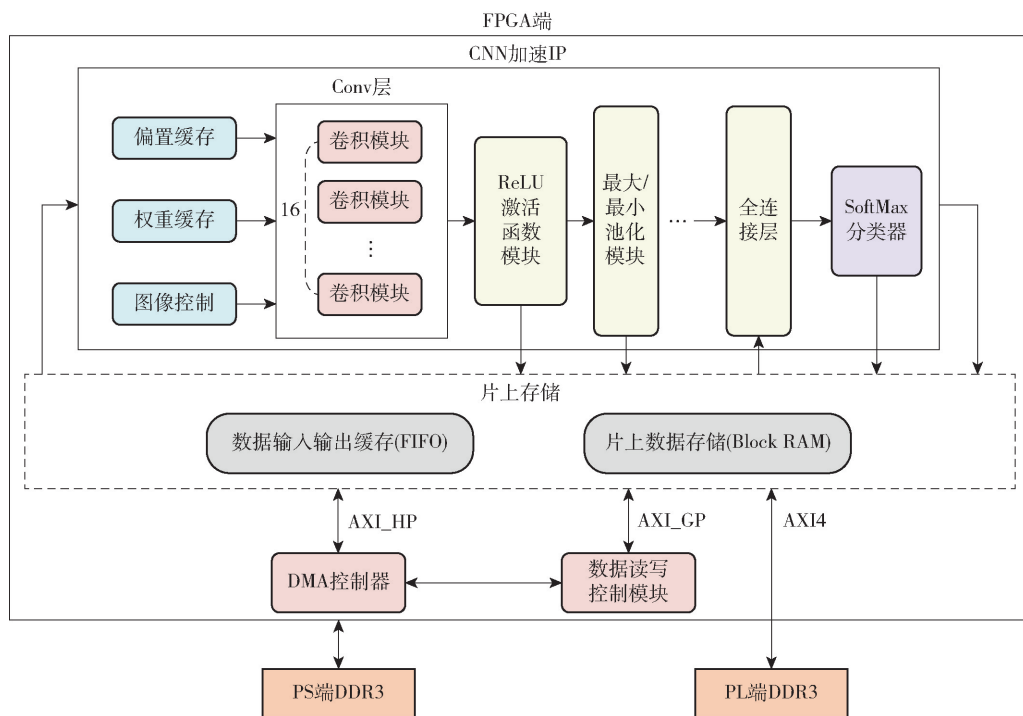 FPGA端
CNN加速IP
Conv层
偏置缓存
权重缓存
图像控制
16
卷积模块
卷积模块
⋮
卷积模块
ReLU
激活
函数
模块
最大/
最小
池化
模块
…
全连
接层
SoftMax
分类器
片上存储
数据输入输出缓存(FIFO)
片上数据存储(Block RAM)
AXI_HP
AXI_GP
AXI4
DMA控制器
数据读写
控制模块
PS端DDR3
PL端DDR3